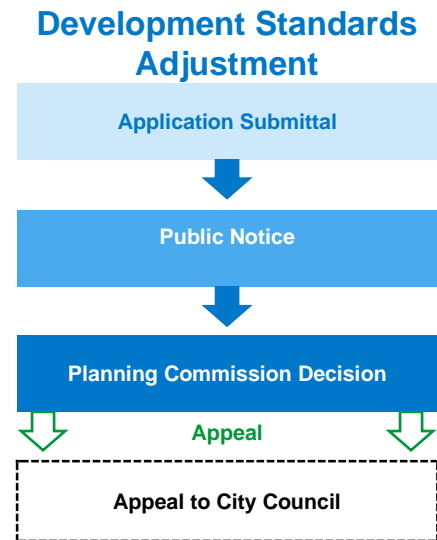 Development Standards
Adjustment
Application Submittal
Public Notice
Planning Commission Decision
Appeal
Appeal to City Council